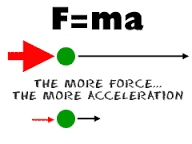 F=ma
THE MORE FORCE...
THE MORE ACCELERATION